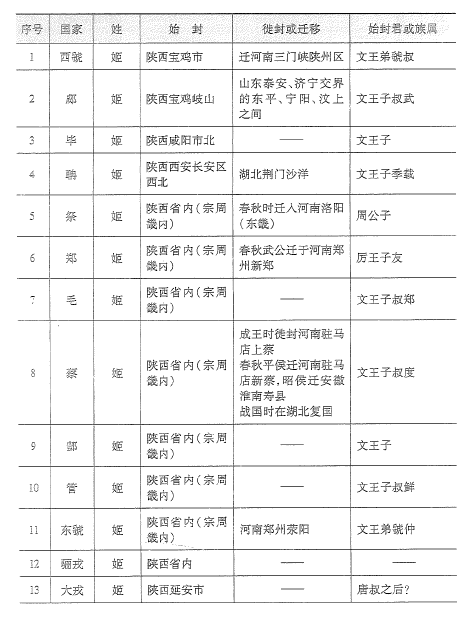 序号 国家 姓 始 封 徙封或迁移 始封君或族属
1 西虢 姬 陕西宝鸡市 迁河南三门峡陕州区 文王弟虢叔
2 郕 姬 陕西宝鸡岐山 山东泰安、济宁交界
的东平、宁阳、汶上
之间 文王子叔武
3 毕 姬 陕西咸阳市北 —— 文王子
4 聃 姬 陕西西安长安区
西北 湖北荆门沙洋 文王子季载
5 祭 姬 陕西省内(宗周
畿内) 春秋时迁入河南洛阳
(东畿) 周公子
6 郑 姬 陕西省内(宗周
畿内) 春秋武公迁于河南郑
州新郑 厉王子友
7 毛 姬 陕西省内(宗周
畿内) —— 文王子叔郑
8 蔡 姬 陕西省内(宗周
畿内) 成王时徙封河南驻马
店上蔡
春秋平侯迁河南驻马
店新蔡,昭侯迁安徽
淮南寿县
战国时在湖北复国 文王子叔度
9 姬 陕西省内(宗周
畿内) —— 文王子
10 管 姬 陕西省内(宗周
畿内) —— 文王子叔鲜
11 东虢 姬 陕西省内(宗周
畿内) 河南郑州荥阳 文王弟虢仲
12 骊戎 姬 陕西省内 —— ——
13 大戎 姬 陕西延安市 —— 唐叔之后?